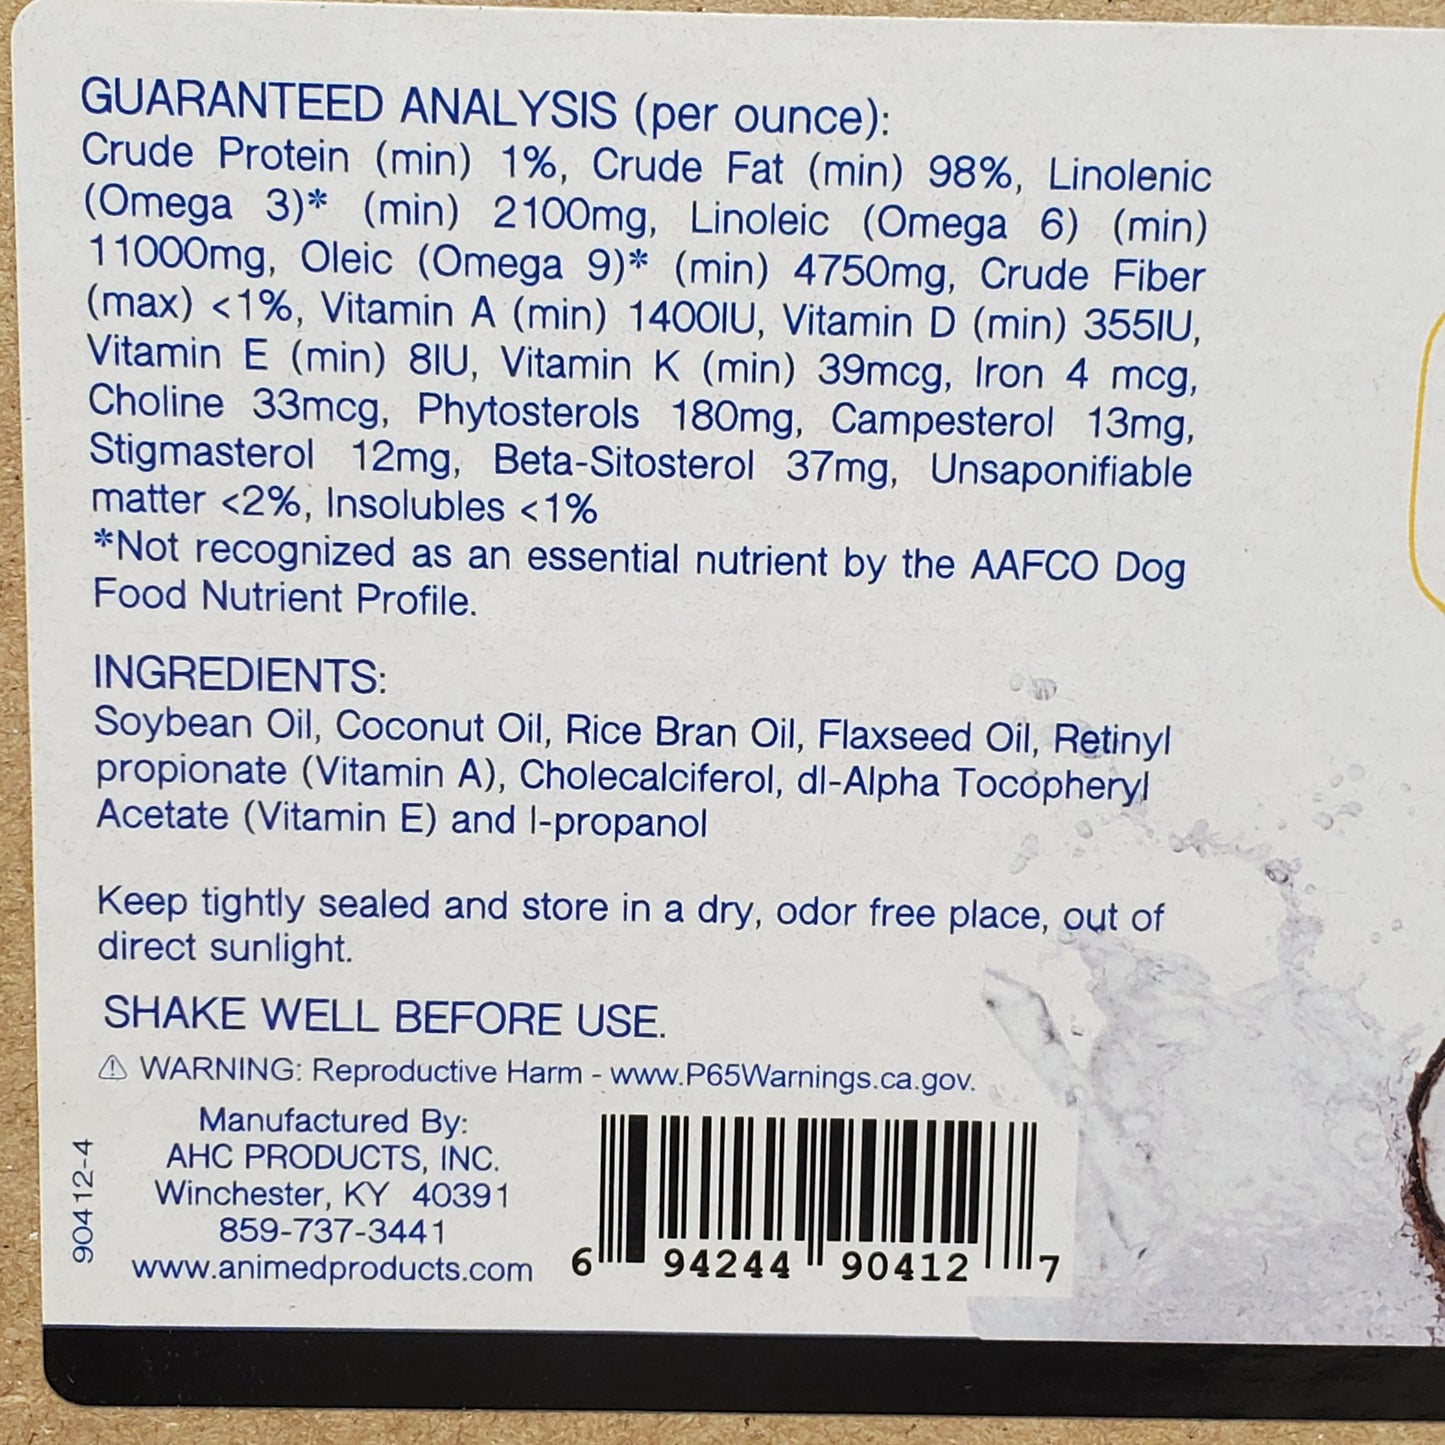 GUARANTEED ANALYSIS (per ounce):
Crude Protein (min) 1%, Crude Fat (min) 98%, Linolenic
(Omega 3)* (min) 2100mg, Linoleic (Omega 6) (min)
11000mg, Oleic (Omega 9)* (min) 4750mg, Crude Fiber
(max) <1%, Vitamin A (min) 1400IU, Vitamin D (min) 355IU,
Vitamin E (min) 8IU, Vitamin K (min) 39mcg, Iron 4 mcg,
Choline 33mcg, Phytosterols 180mg, Campesterol 13mg,
Stigmasterol 12mg, Beta-Sitosterol 37mg, Unsaponifiable
matter <2%, Insolubles <1%
*Not recognized as an essential nutrient by the AAFCO Dog
Food Nutrient Profile.
INGREDIENTS:
Soybean Oil, Coconut Oil, Rice Bran Oil, Flaxseed Oil, Retinyl
propionate (Vitamin A), Cholecalciferol, dl-Alpha Tocopheryl
Acetate (Vitamin E) and l-propanol
Keep tightly sealed and store in a dry, odor free place, out of
direct sunlight.
SHAKE WELL BEFORE USE.
⚠ WARNING: Reproductive Harm - www.P65Warnings.ca.gov.
Manufactured By:
AHC PRODUCTS, INC.
Winchester, KY 40391
859-737-3441
www.animedproducts.com
90412-4
6 94244 90412 7